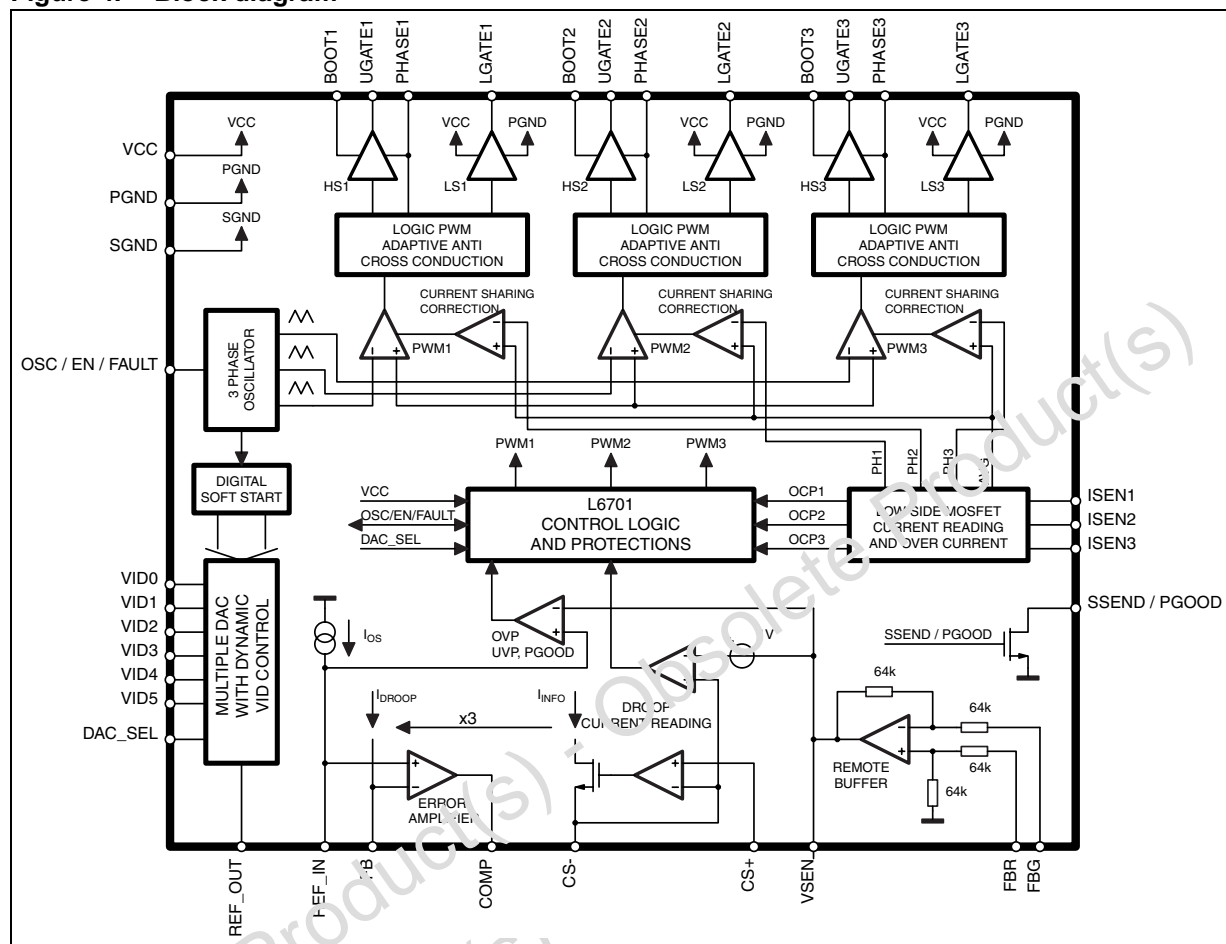 BOOT1
UGATE1
PHASE1
LGATE1
BOOT2
UGATE2
PHASE2
LGATE2
BOOT3
UGATE3
PHASE3
LGATE3
VCC
VCC
PGND
PGND
SGND
SGND
HS1
VCC
PGND
LS1
HS2
VCC
PGND
LS2
HS3
VCC
PGND
LS3
LOGIC PWM
ADAPTIVE ANTI
CROSS CONDUCTION
LOGIC PWM
ADAPTIVE ANTI
CROSS CONDUCTION
LOGIC PWM
ADAPTIVE ANTI
CROSS CONDUCTION
CURRENT SHARING
CORRECTION
CURRENT SHARING
CORRECTION
CURRENT SHARING
CORRECTION
PWM1
PWM2
PWM3
OSC / EN / FAULT
3 PHASE
OSCILLATOR
DIGITAL
SOFT START
PWM1
PWM2
PWM3
PH1
PH2
PH3
VCC
OSC/EN/FAULT
DAC_SEL
L6701
CONTROL LOGIC
AND PROTECTIONS
OCP1
OCP2
OCP3
LOW SIDE MOSFET
CURRENT READING
AND OVER CURRENT
ISEN1
ISEN2
ISEN3
VID0
VID1
VID2
VID3
VID4
VID5
DAC_SEL
MULTIPLE DAC
WITH DYNAMIC
VID CONTROL
IOS
OVP
UVP, PGOOD
V
SSEND / PGOOD
SSEND / PGOOD
IDROOP
x3
IINFO
DROOP
CURRENT READING
ERROR
AMPLIFIER
REMOTE
BUFFER
64k
64k
64k
64k
REF_OUT
REF_IN
COMP
CS-
CS+
VSEN
FBR
FBG
Product(s) - Obsolete Product(s)